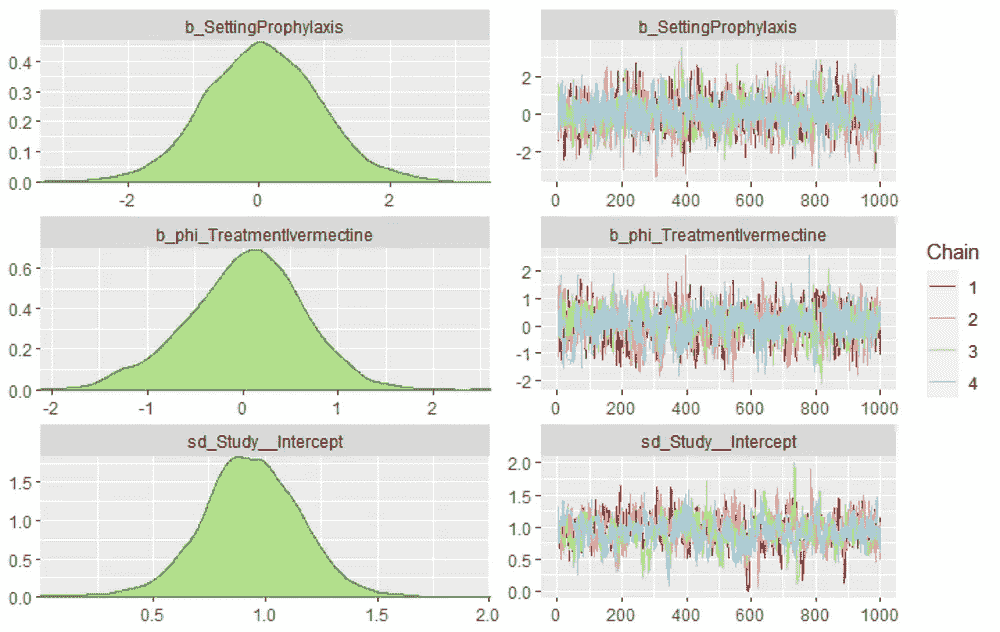 b_SettingProphylaxis
0.4
0.3
0.2
0.1
0.0
-2 0 2
b_SettingProphylaxis
2
0
-2
0 200 400 600 800 1000
b_phi_TreatmentIvermectine
0.6
0.4
0.2
0.0
-2 -1 0 1 2
b_phi_TreatmentIvermectine
2
1
0
-1
-2
0 200 400 600 800 1000
sd_Study__Intercept
1.5
1.0
0.5
0.0
0.5 1.0 1.5 2.0
sd_Study__Intercept
2.0
1.5
1.0
0.5
0.0
0 200 400 600 800 1000
Chain
1
2
3
4